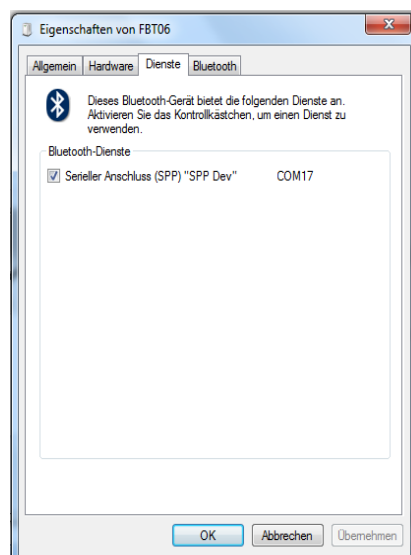 Eigenschaften von FBT06
Allgemein Hardware Dienste Bluetooth
Dieses Bluetooth-Gerät bietet die folgenden Dienste an.
Aktivieren Sie das Kontrollkästchen, um einen Dienst zu
verwenden.
Bluetooth-Dienste
Serieller Anschluss (SPP) "SPP Dev" COM17
OK Abbrechen Übernehmen